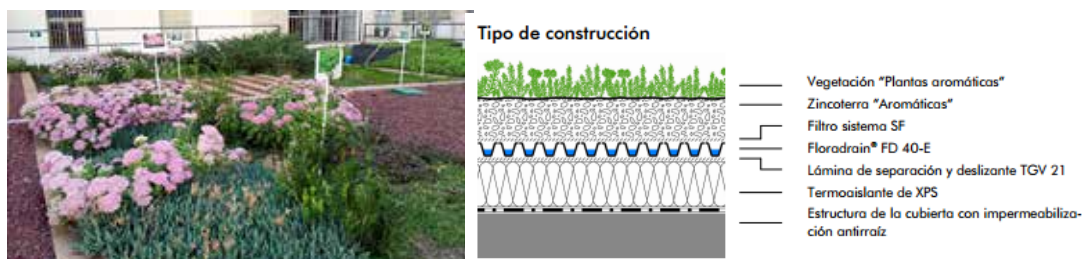 Tipo de construcción
Vegetación “Plantas aromáticas”
Zincoterra “Aromáticas”
Filtro sistema SF
Floradrain® FD 40-E
Lámina de separación y deslizante TGV 21
Termoaislante de XPS
Estructura de la cubierta con impermeabiliza-
ción antirraíz